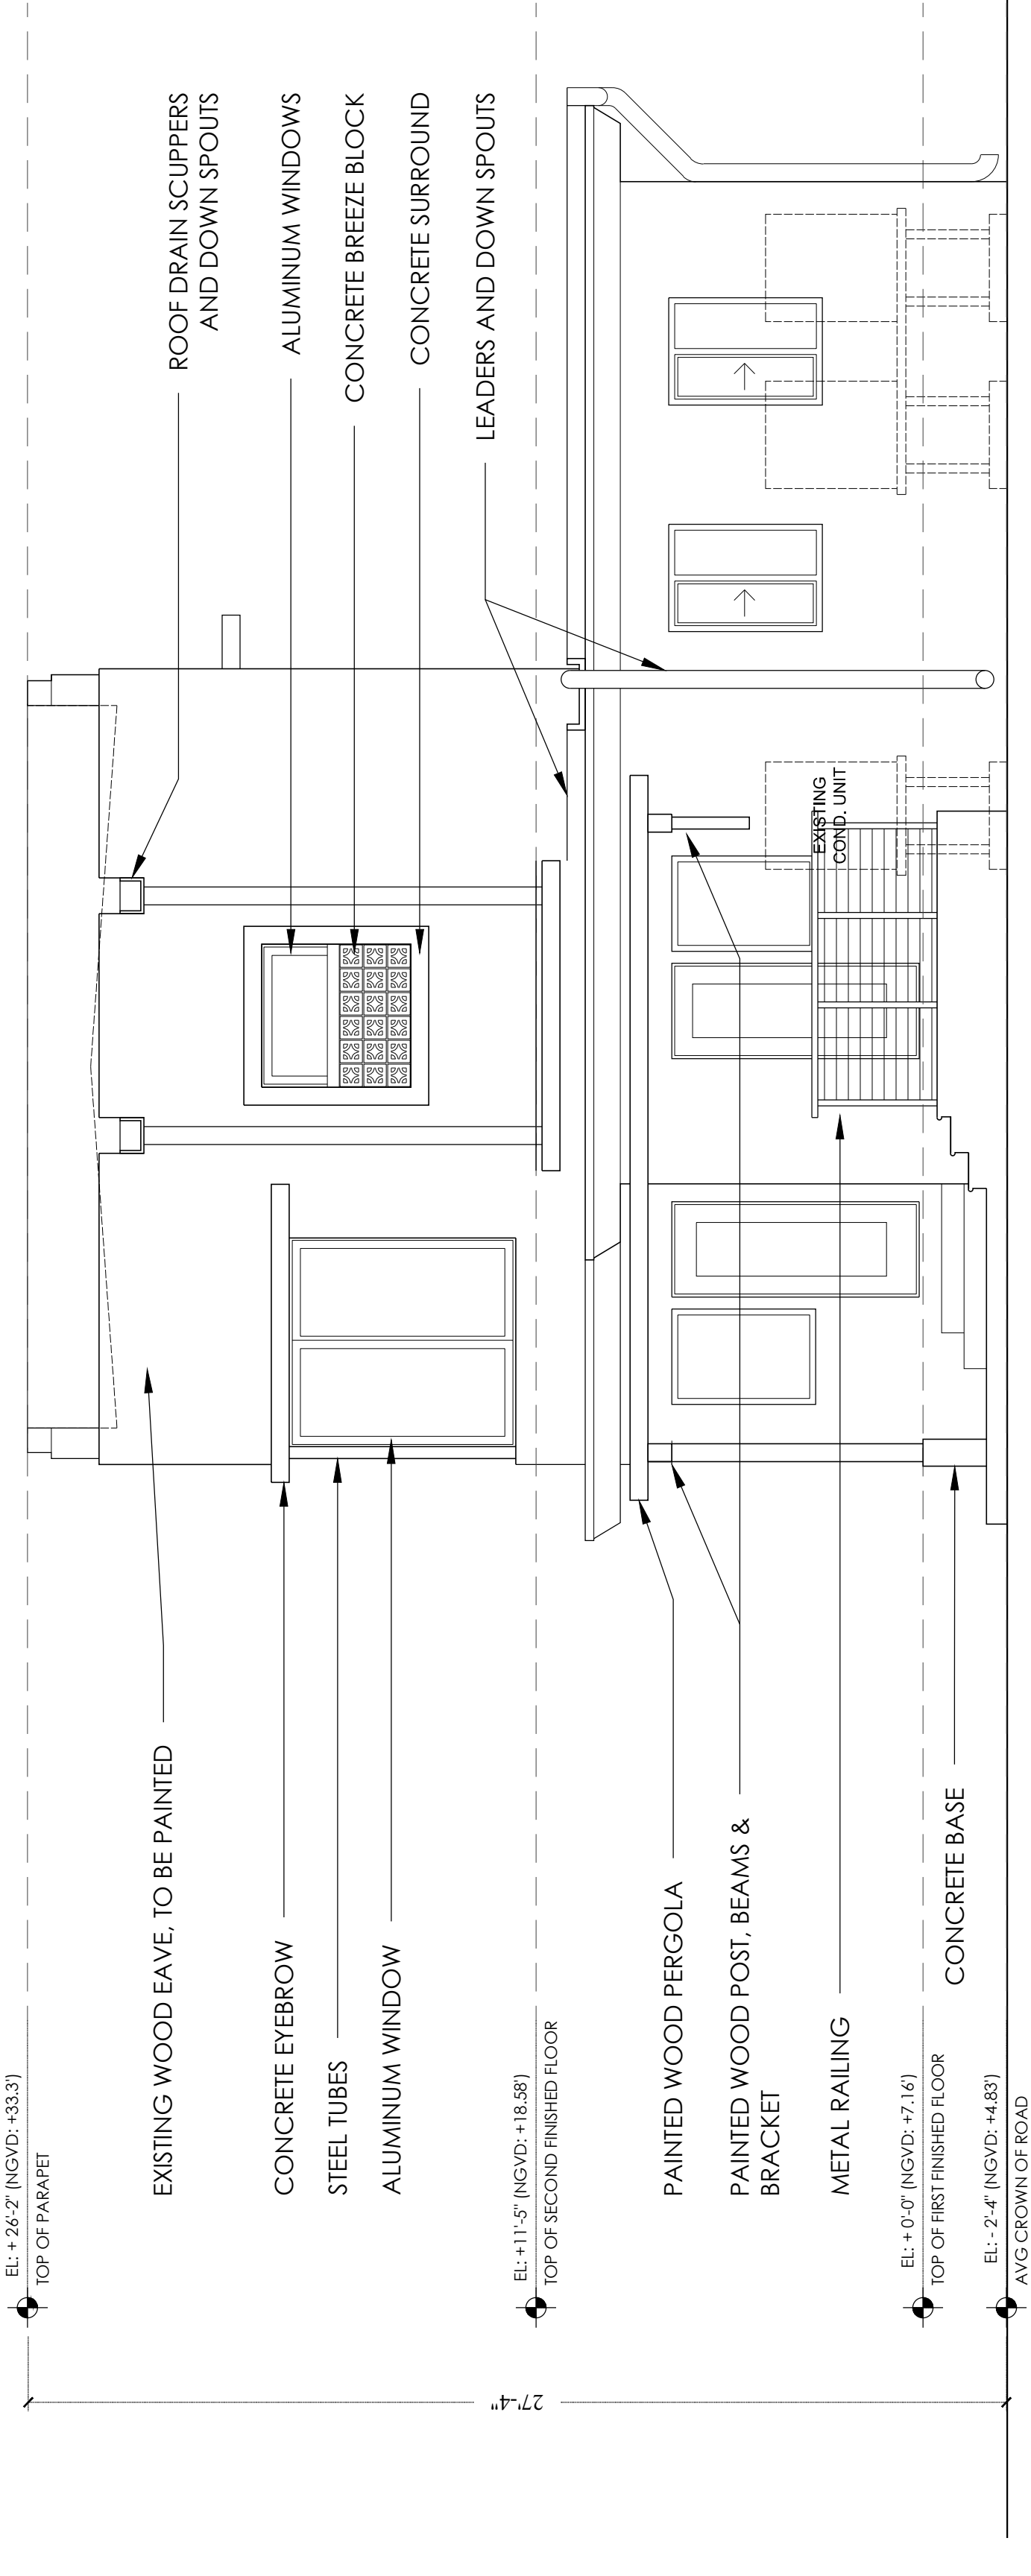 EL: + 26'-2" (NGVD: +33.3')
TOP OF PARAPET
EXISTING WOOD EAVE, TO BE PAINTED
CONCRETE EYEBROW
STEEL TUBES
ALUMINUM WINDOW
EL: +11'-5" (NGVD: +18.58')
TOP OF SECOND FINISHED FLOOR
PAINTED WOOD PERGOLA
PAINTED WOOD POST, BEAMS &
BRACKET
METAL RAILING
EL: + 0'-0" (NGVD: +7.16')
TOP OF FIRST FINISHED FLOOR
CONCRETE BASE
EL: - 2'-4" (NGVD: +4.83')
AVG CROWN OF ROAD
27'-4"
EXISTING
COND. UNIT
ROOF DRAIN SCUPPERS
AND DOWN SPOUTS
ALUMINUM WINDOWS
CONCRETE BREEZE BLOCK
CONCRETE SURROUND
LEADERS AND DOWN SPOUTS